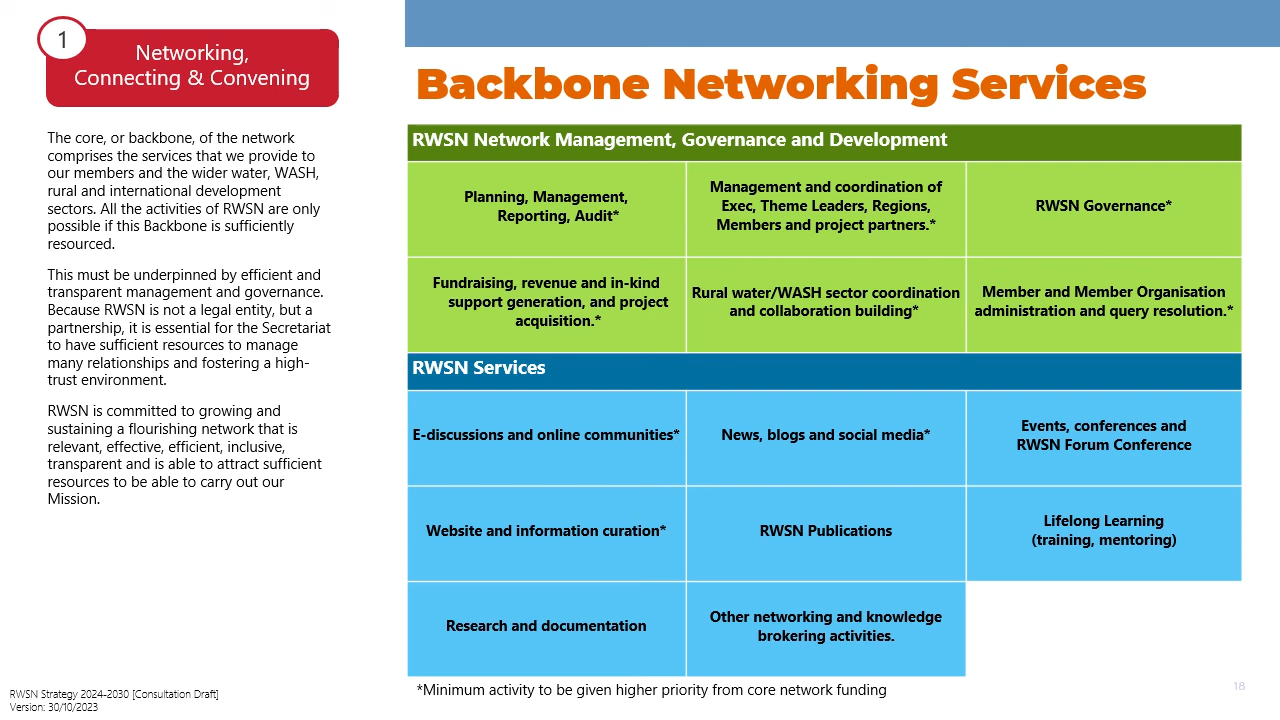 1
Networking,
Connecting & Convening
The core, or backbone, of the network
comprises the services that we provide to
our members and the wider water, WASH,
rural and international development
sectors. All the activities of RWSN are only
possible if this Backbone is sufficiently
resourced.
This must be underpinned by efficient and
transparent management and governance.
Because RWSN is not a legal entity, but a
partnership, it is essential for the Secretariat
to have sufficient resources to manage
many relationships and fostering a high-
trust environment.
RWSN is committed to growing and
sustaining a flourishing network that is
relevant, effective, efficient, inclusive,
transparent and is able to attract sufficient
resources to be able to carry out our
Mission.
Backbone Networking Services
RWSN Network Management, Governance and Development
Planning, Management,
Reporting, Audit*
Management and coordination of
Exec, Theme Leaders, Regions,
Members and project partners.*
RWSN Governance*
Fundraising, revenue and in-kind
support generation, and project
acquisition.*
Rural water/WASH sector coordination
and collaboration building*
Member and Member Organisation
administration and query resolution.*
RWSN Services
E-discussions and online communities*
News, blogs and social media*
Events, conferences and
RWSN Forum Conference
Website and information curation*
RWSN Publications
Lifelong Learning
(training, mentoring)
Research and documentation
Other networking and knowledge
brokering activities.
*Minimum activity to be given higher priority from core network funding
RWSN Strategy 2024-2030 [Consultation Draft]
Version: 30/10/2023
18